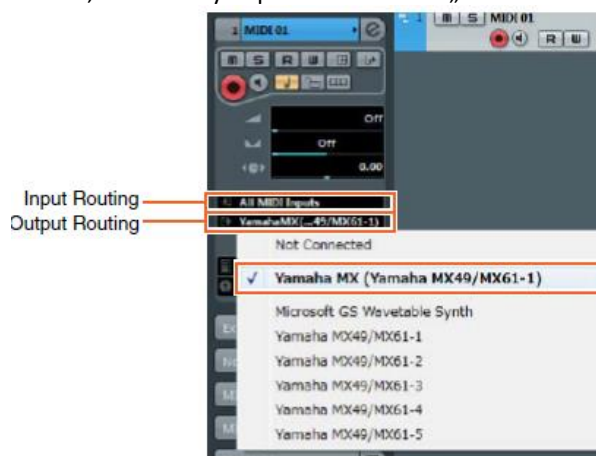 1 MIDI 01
1 M S MIDI 01
R W
M S R W
Off
Off
0.00
Input Routing
All MIDI Inputs
Output Routing
YamahaMX(...49/MX61-1)
Not Connected
✓ Yamaha MX (Yamaha MX49/MX61-1)
Microsoft GS Wavetable Synth
Yamaha MX49/MX61-1
Yamaha MX49/MX61-2
Yamaha MX49/MX61-3
Yamaha MX49/MX61-4
Yamaha MX49/MX61-5